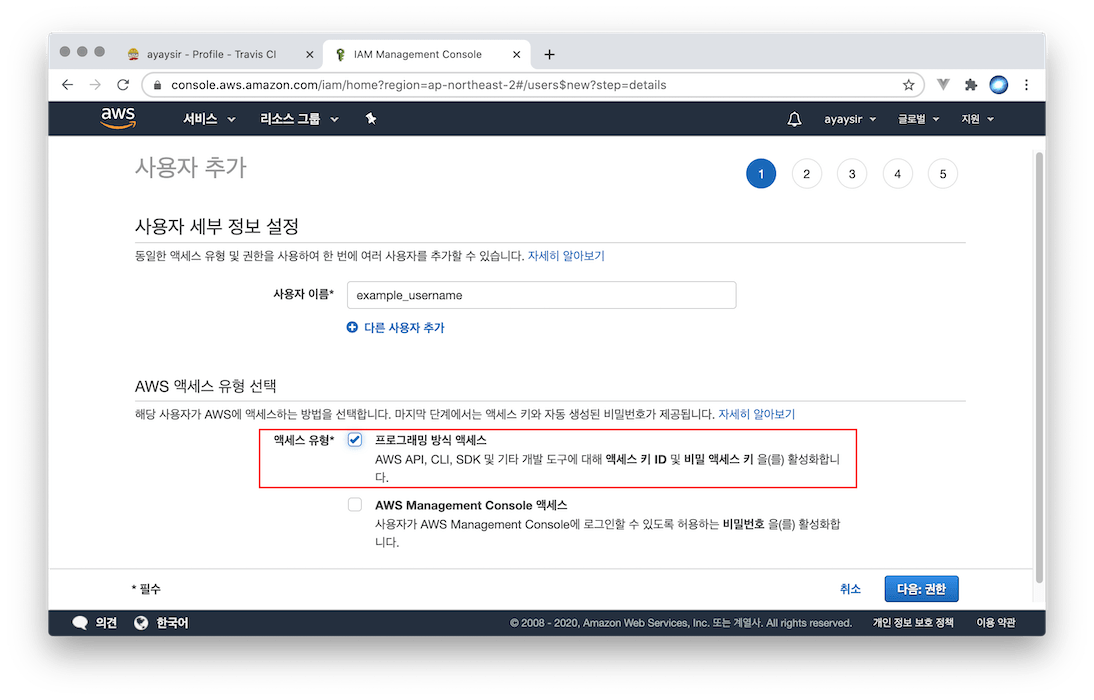 ayaysir - Profile - Travis CI
IAM Management Console
console.aws.amazon.com/iam/home?region=ap-northeast-2#/users$new?step=details
aws 서비스 리소스 그룹 ayaysir 글로벌 지원
사용자 추가 1 2 3 4 5
사용자 세부 정보 설정
동일한 액세스 유형 및 권한을 사용하여 한 번에 여러 사용자를 추가할 수 있습니다. 자세히 알아보기
사용자 이름* example_username
다른 사용자 추가
AWS 액세스 유형 선택
해당 사용자가 AWS에 액세스하는 방법을 선택합니다. 마지막 단계에서는 액세스 키와 자동 생성된 비밀번호가 제공됩니다. 자세히 알아보기
액세스 유형* 프로그래밍 방식 액세스
AWS API, CLI, SDK 및 기타 개발 도구에 대해 액세스 키 ID 및 비밀 액세스 키 을(를) 활성화합니
다.
AWS Management Console 액세스
사용자가 AWS Management Console에 로그인할 수 있도록 허용하는 비밀번호 을(를) 활성화합
니다.
* 필수 취소 다음: 권한
의견 한국어 © 2008 - 2020, Amazon Web Services, Inc. 또는 계열사. All rights reserved. 개인 정보 보호 정책 이용 약관